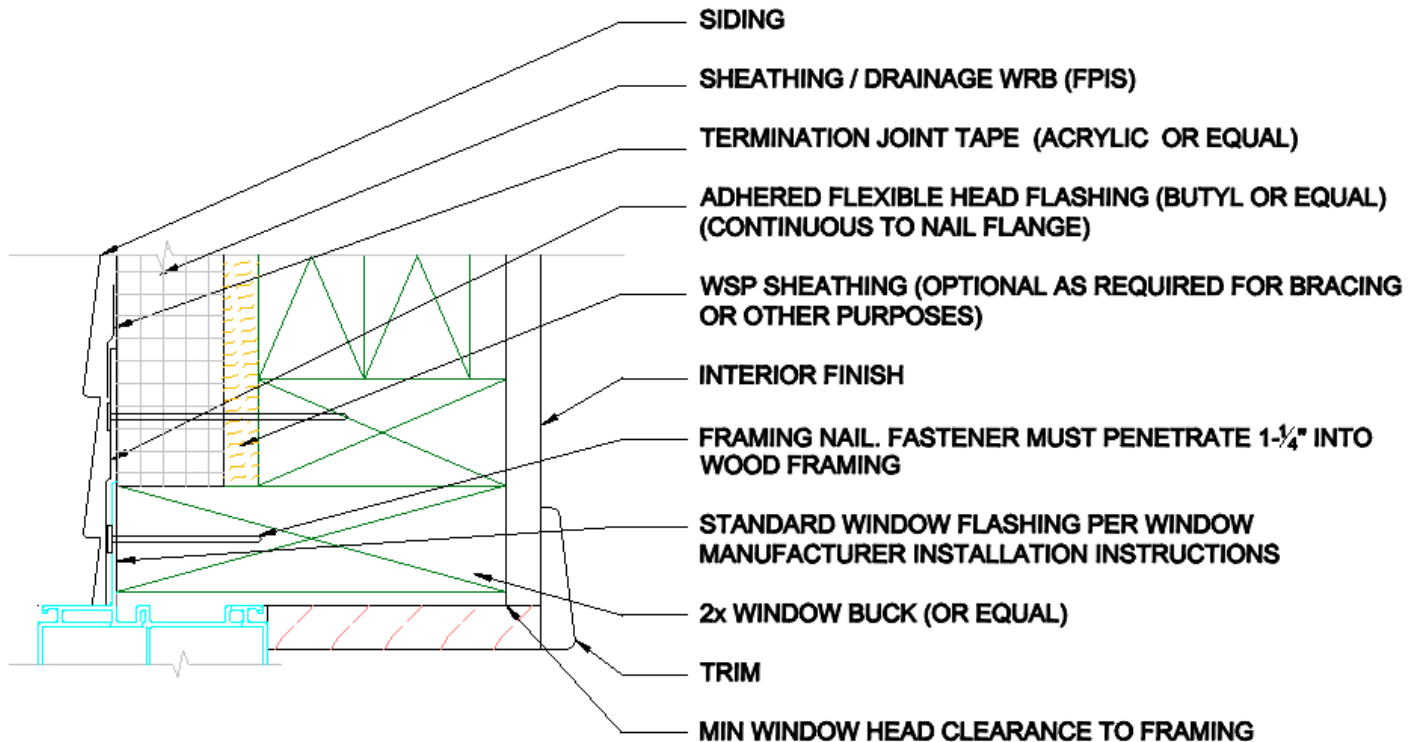 SIDING
SHEATHING / DRAINAGE WRB (FPIS)
TERMINATION JOINT TAPE (ACRYLIC OR EQUAL)
ADHERED FLEXIBLE HEAD FLASHING (BUTYL OR EQUAL)
(CONTINUOUS TO NAIL FLANGE)
WSP SHEATHING (OPTIONAL AS REQUIRED FOR BRACING
OR OTHER PURPOSES)
INTERIOR FINISH
FRAMING NAIL. FASTENER MUST PENETRATE 1-¼" INTO
WOOD FRAMING
STANDARD WINDOW FLASHING PER WINDOW
MANUFACTURER INSTALLATION INSTRUCTIONS
2x WINDOW BUCK (OR EQUAL)
TRIM
MIN WINDOW HEAD CLEARANCE TO FRAMING